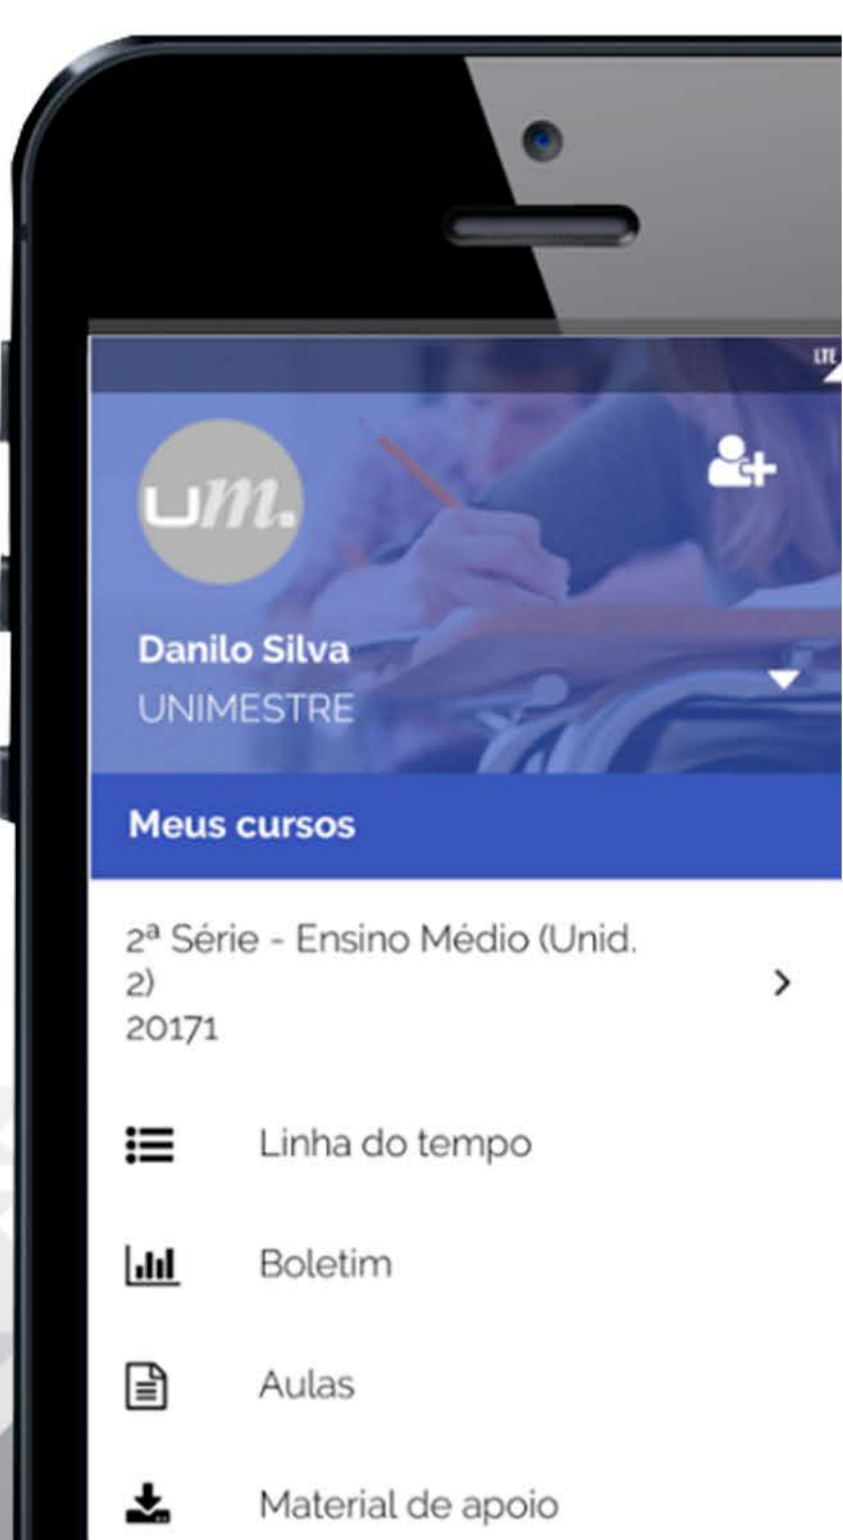 LTE
um.
Danilo Silva
UNIMESTRE
Meus cursos
2ª Série - Ensino Médio (Unid.
2)
20171
Linha do tempo
Boletim
Aulas
Material de apoio